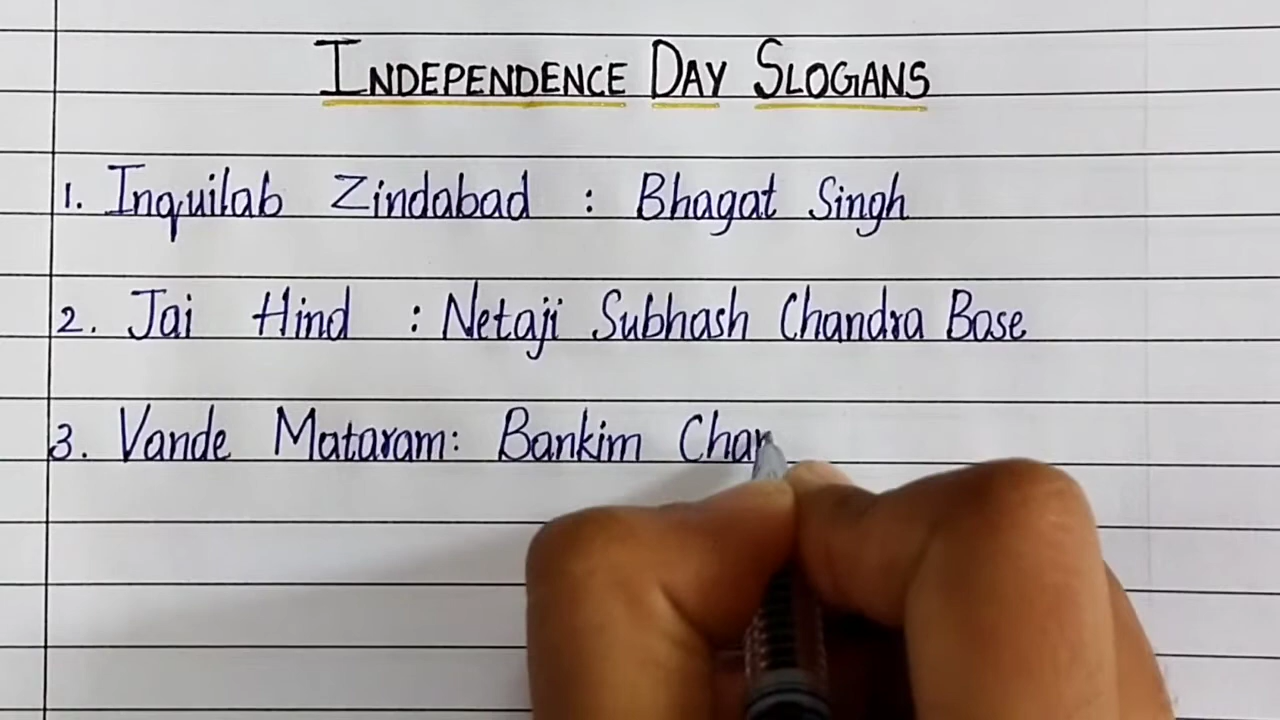 INDEPENDENCE DAY SLOGANS
1. Inquilab Zindabad : Bhagat Singh
2. Jai Hind : Netaji Subhash Chandra Bose
3. Vande Mataram: Bankim Chan